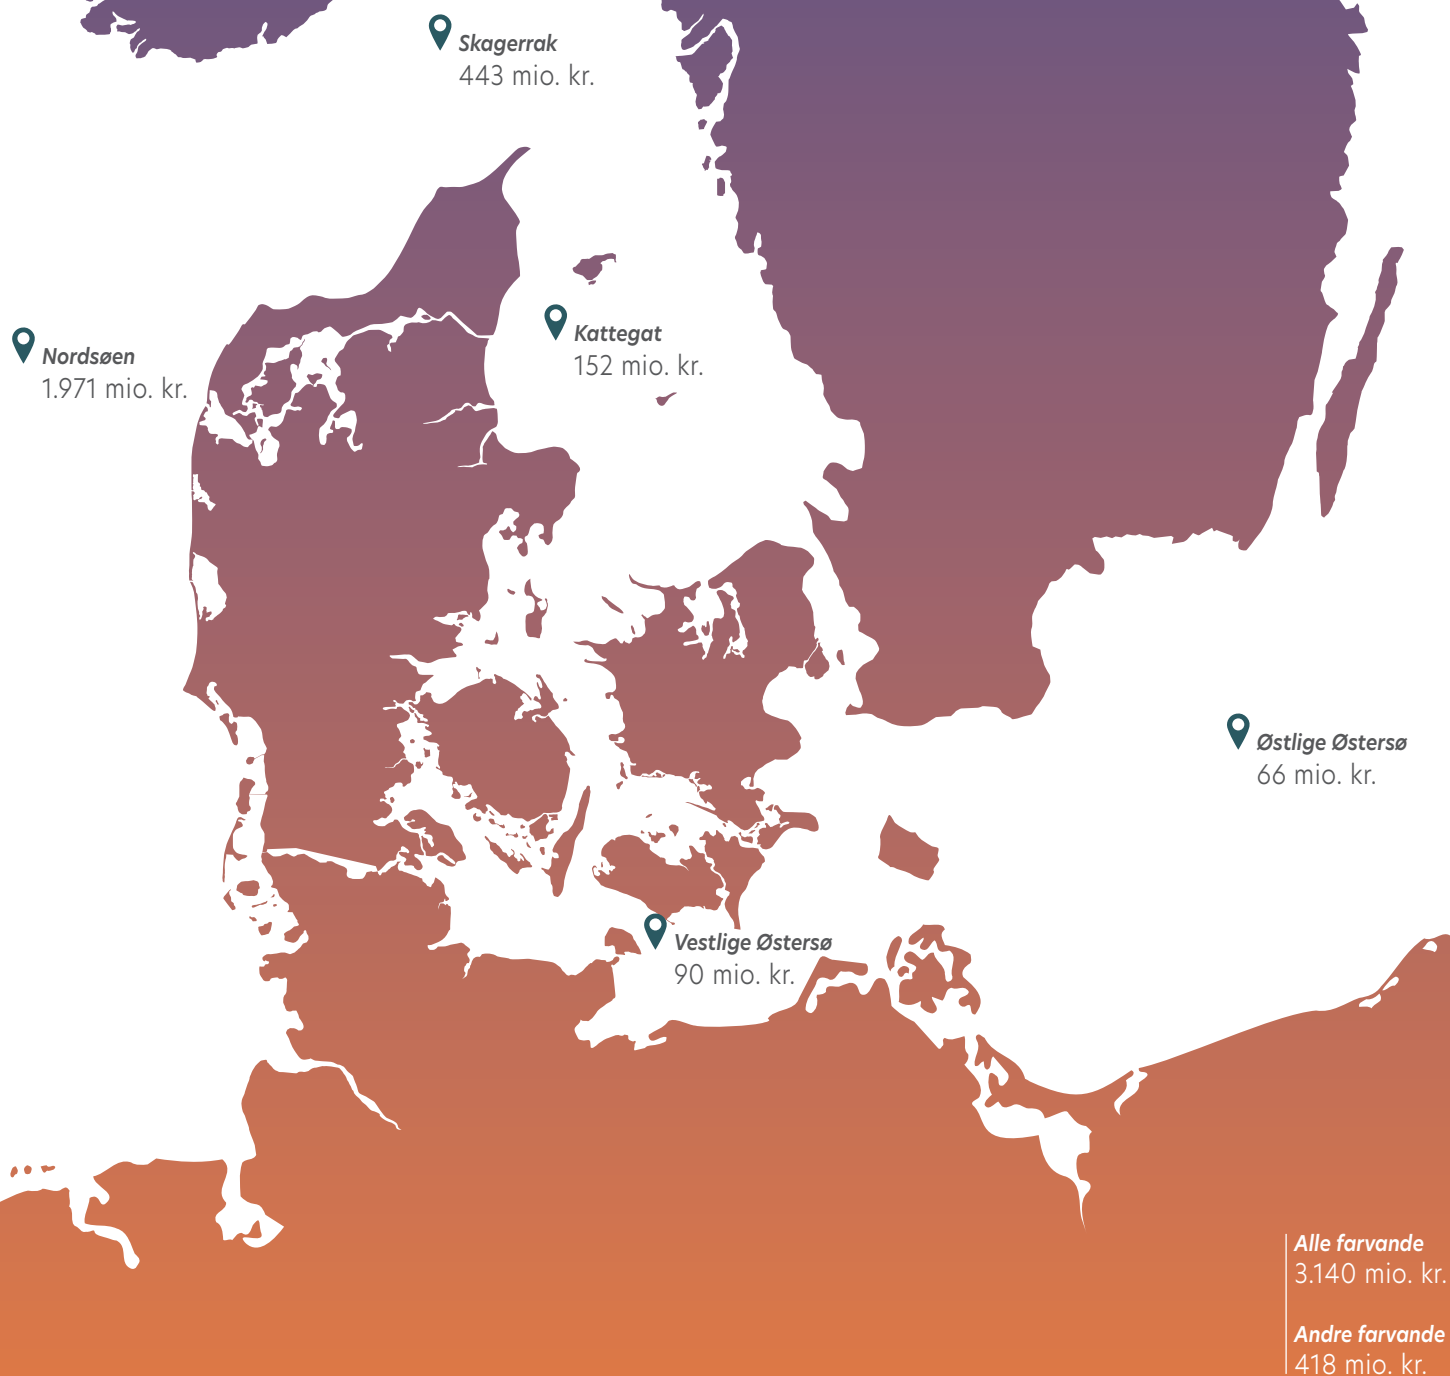 Skagerrak
443 mio. kr.
Nordsøen
1.971 mio. kr.
Kattegat
152 mio. kr.
Østlige Østersø
66 mio. kr.
Vestlige Østersø
90 mio. kr.
Alle farvande
3.140 mio. kr.
Andre farvande
418 mio. kr.